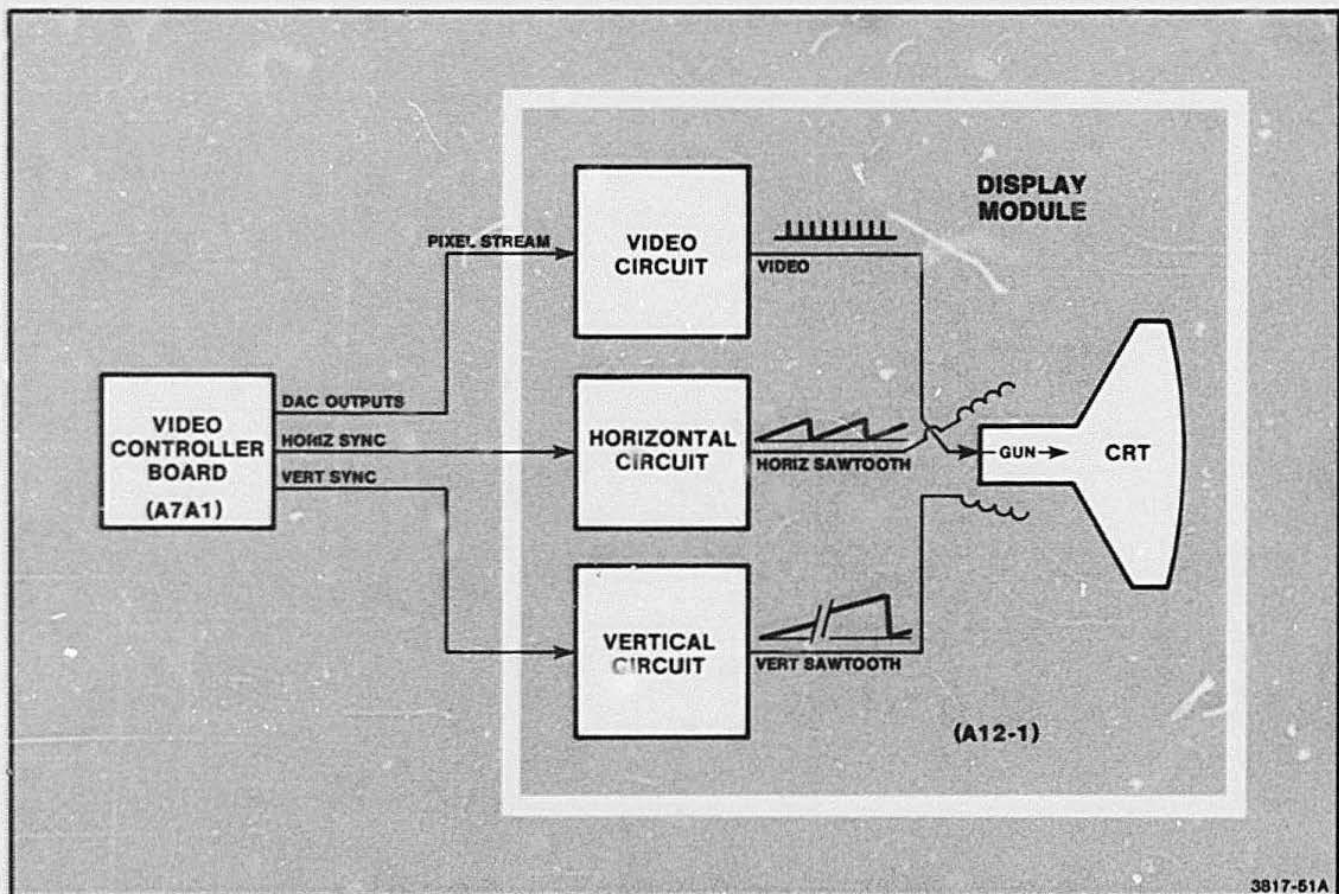 DISPLAY
MODULE
PIXEL STREAM
VIDEO
CIRCUIT
VIDEO
VIDEO
CONTROLLER
BOARD
(A7A1)
DAC OUTPUTS
HORIZ SYNC
VERT SYNC
HORIZONTAL
CIRCUIT
HORIZ SAWTOOTH
GUN
CRT
VERTICAL
CIRCUIT
VERT SAWTOOTH
(A12-1)
3817-51A